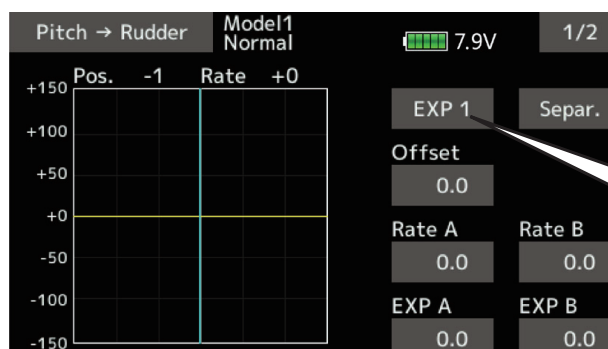 Pitch → Rudder Model1 Normal 7.9V 1/2
Pos. -1 Rate +0
+150
+100
+50
+0
-50
-100
-150
EXP 1 Separ.
Offset
0.0
Rate A Rate B
0.0 0.0
EXP A EXP B
0.0 0.0